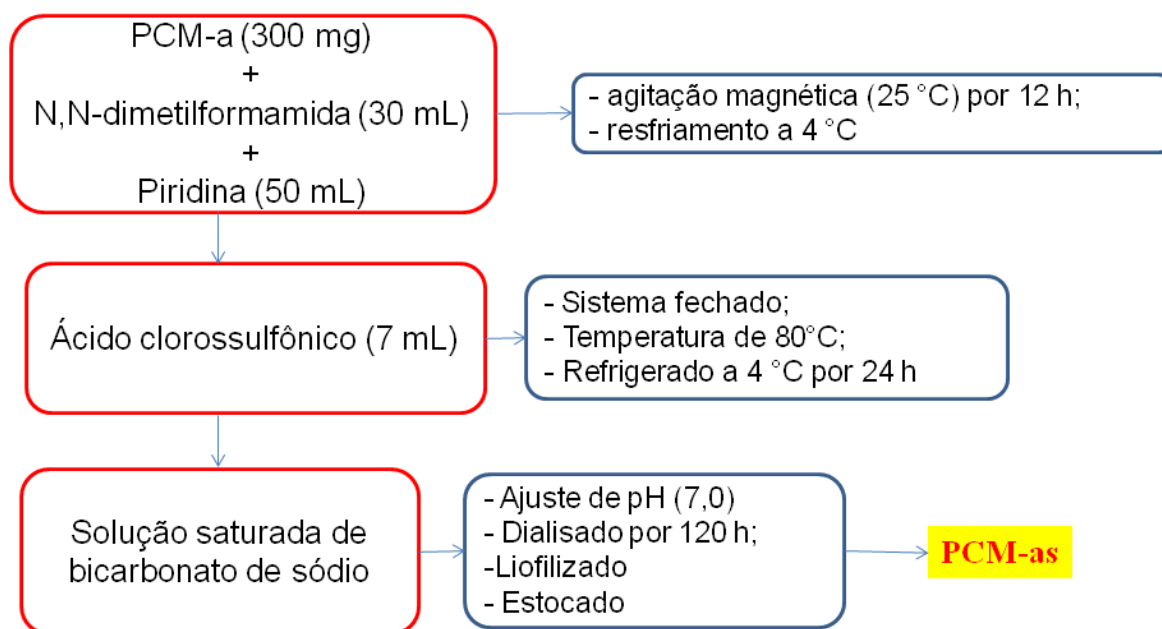 PCM-a (300 mg)
+
N,N-dimetilformamida (30 mL)
+
Piridina (50 mL)
- agitação magnética (25 °C) por 12 h;
- resfriamento a 4 °C
Ácido clorossulfônico (7 mL)
- Sistema fechado;
- Temperatura de 80°C;
- Refrigerado a 4 °C por 24 h
Solução saturada de
bicarbonato de sódio
- Ajuste de pH (7,0)
- Dialisado por 120 h;
-Liofilizado
- Estocado
PCM-as